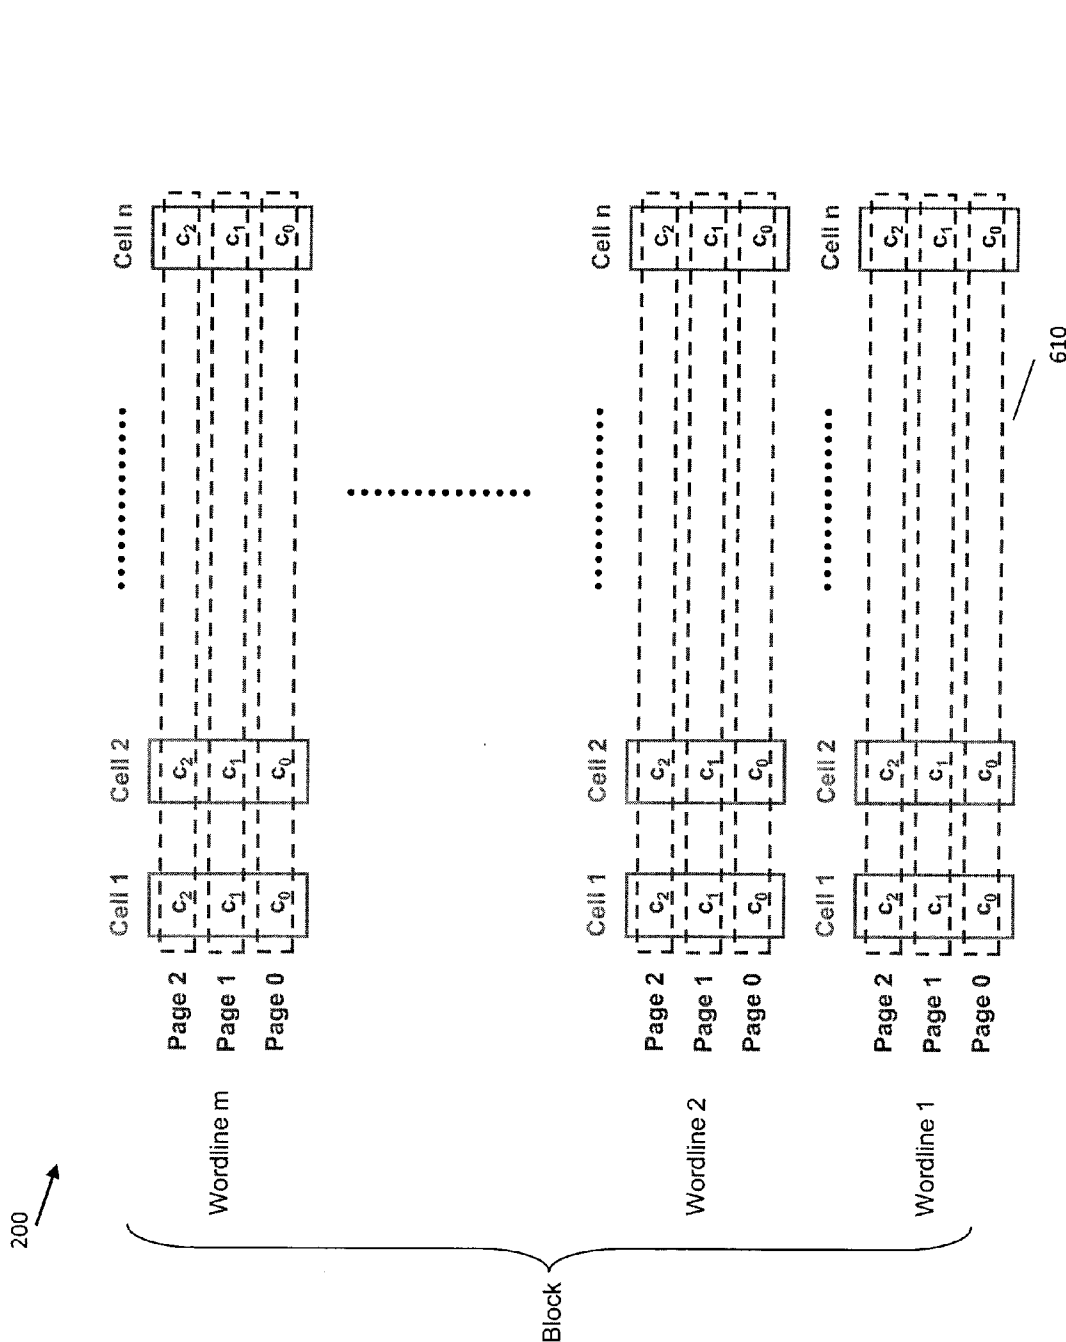 200
Block
Wordline m
Cell 1 Cell 2 Cell n
Page 2 c2 c2 c2
Page 1 c1 c1 c1
Page 0 c0 c0 c0
Wordline 2
Cell 1 Cell 2 Cell n
Page 2 c2 c2 c2
Page 1 c1 c1 c1
Page 0 c0 c0 c0
Wordline 1
Cell 1 Cell 2 Cell n
Page 2 c2 c2 c2
Page 1 c1 c1 c1
Page 0 c0 c0 c0
610